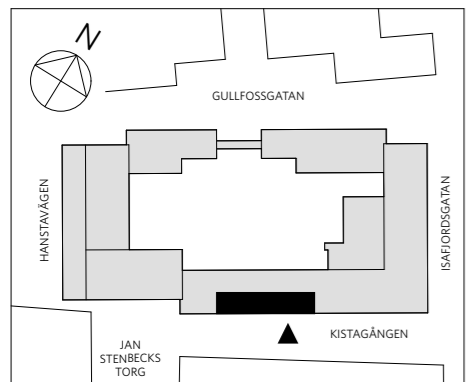 N
GULLFOSSGATAN
HANSTAVÄGEN
ISAFJORDSGATAN
KISTAGÅNGEN
JAN
STENBECKS
TORG